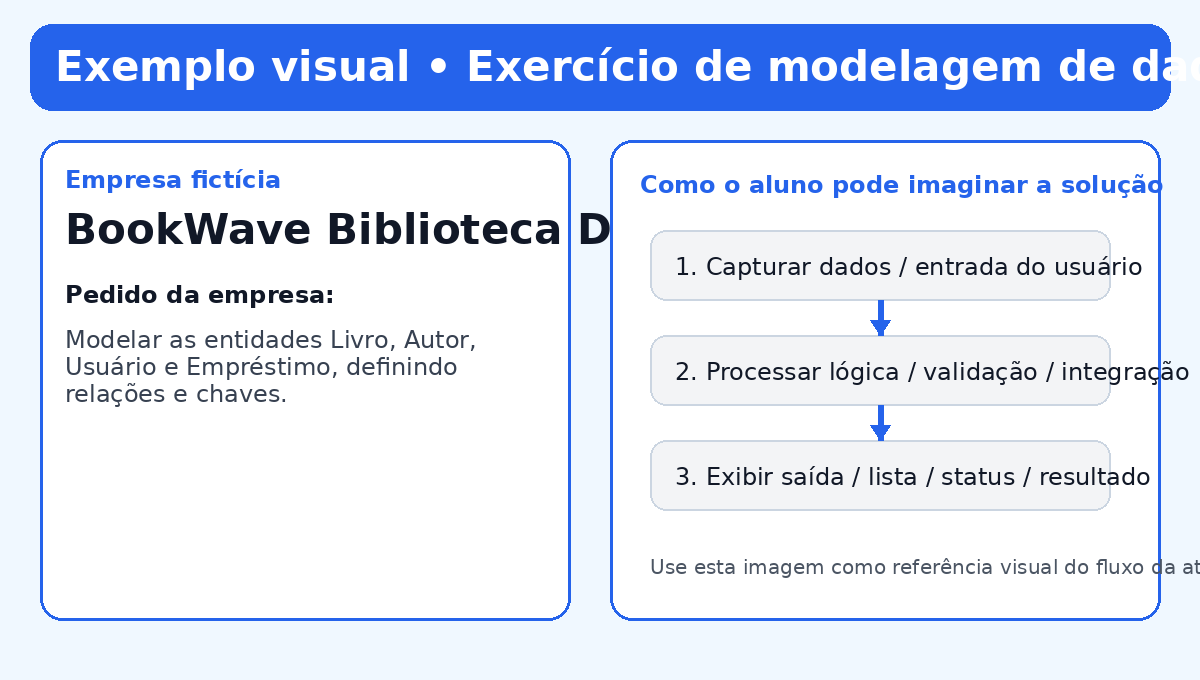 Exemplo visual • Exercício de modelagem de da
Empresa fictícia
BookWave Biblioteca D
Pedido da empresa:
Modelar as entidades Livro, Autor,
Usuário e Empréstimo, definindo
relações e chaves.
Como o aluno pode imaginar a solução
1. Capturar dados / entrada do usuário
2. Processar lógica / validação / integração
3. Exibir saída / lista / status / resultado
Use esta imagem como referência visual do fluxo da at